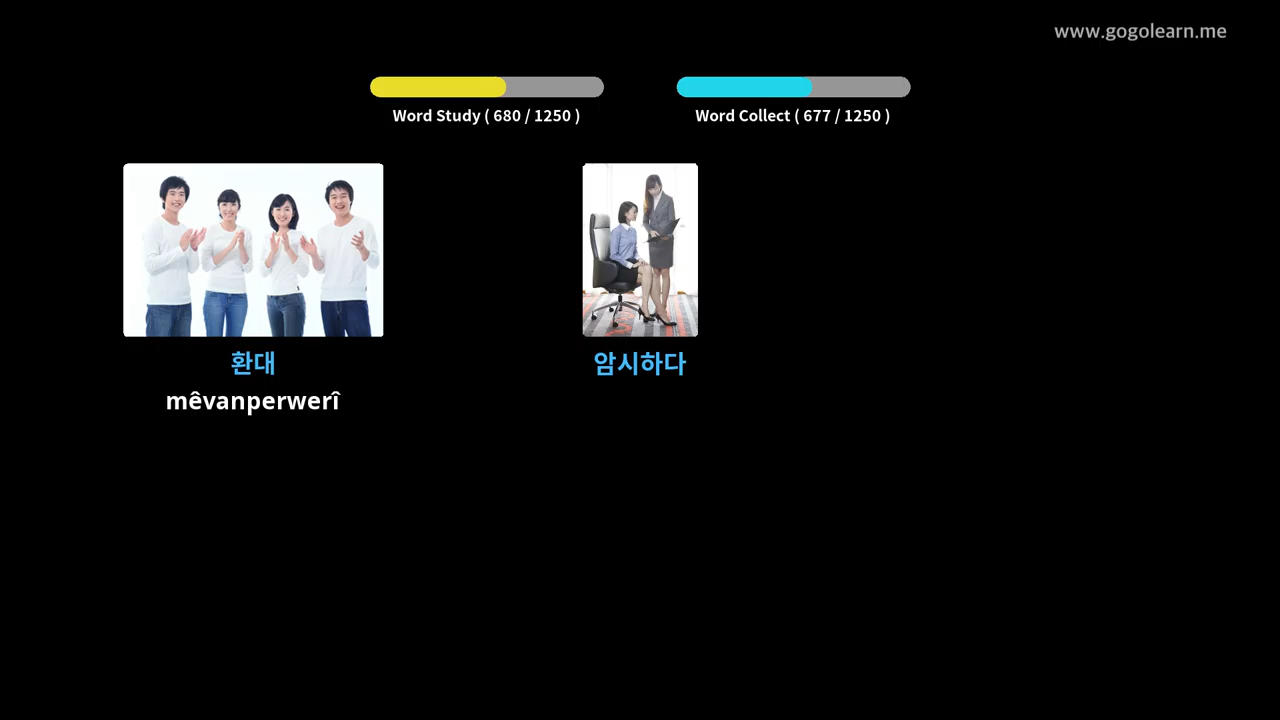 www.gogolearn.me
Word Study ( 680 / 1250 )
Word Collect ( 677 / 1250 )
환대
mêvanperwerî
암시하다